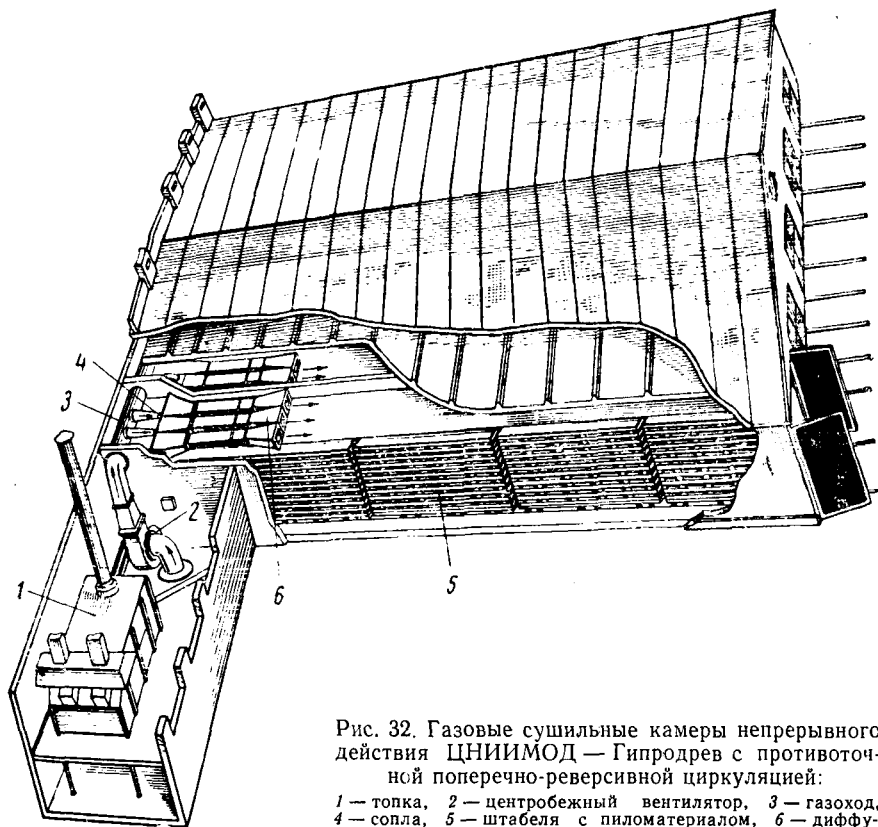 4
3
2
1
6
5
Рис. 32. Газовые сушильные камеры непрерывного
действия ЦНИИМОД — Гипродрев с противоточ-
ной поперечно-реверсивной циркуляцией:
1 — топка, 2 — центробежный вентилятор, 3 — газоход,
4 — сопла, 5 — штабеля с пиломатериалом, 6 — диффу-